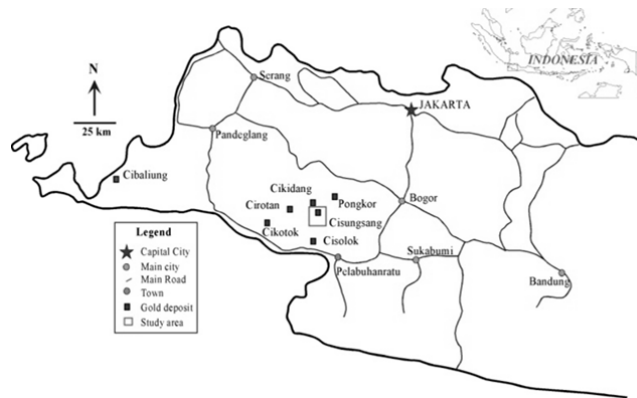 INDONESIA
Serang
N
JAKARTA
25 km
Pandeglang
Cibaliung
Cikidang
Pongkor
Cirotan
Bogor
Cisungsang
Cikotok
Cisolok
Sukabumi
Pelabuhanratu
Bandung
Legend
Capital City
Main city
Main Road
Town
Gold deposit
Study area